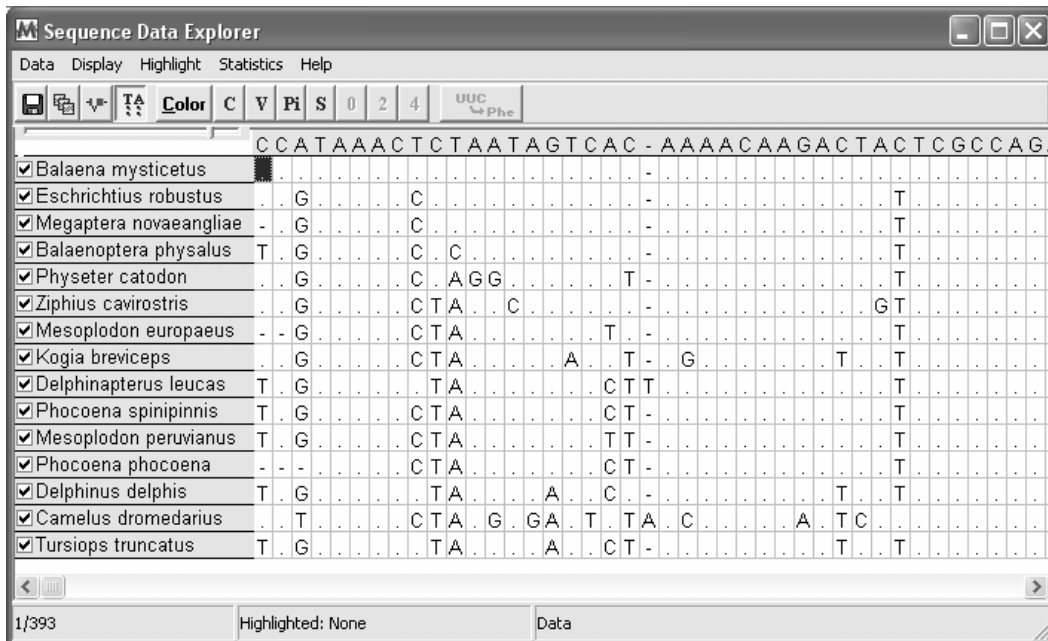 Sequence Data Explorer
Data Display Highlight Statistics Help
TA Color C V Pi S 0 2 4 UUC Phe
C C A T A A A C T C T A A T A G T C A C - A A A A C A A G A C T A C T C G C C A G
Balaena mysticetus . . . . . . . . . . . . . . . . . . . - . . . . . . . . . . . . . . . . . . . .
Eschrichtius robustus . . G . . . . . C . . . . . . . . . . . - . . . . . . . . . . . . T . . . . . . .
Megaptera novaeangliae - . G . . . . . C . . . . . . . . . . . - . . . . . . . . . . . . T . . . . . . .
Balaenoptera physalus T . G . . . . . C . C . . . . . . . . . - . . . . . . . . . . . . T . . . . . . .
Physeter catodon . . G . . . . . C . A G G . . . . . . T - . . . . . . . . . . . . T . . . . . . .
Ziphius cavirostris . . G . . . . . C T A . . C . . . . . . - . . . . . . . . . . . G T . . . . . . .
Mesoplodon europaeus - - G . . . . . C T A . . . . . . . T . - . . . . . . . . . . . . T . . . . . . .
Kogia breviceps . . G . . . . . C T A . . . . . A . . T - . G . . . . . . . T . . T . . . . . . .
Delphinapterus leucas T . G . . . . . . T A . . . . . . . C T T . . . . . . . . . . . . T . . . . . . .
Phocoena spinipinnis T . G . . . . . C T A . . . . . . . C T - . . . . . . . . . . . . T . . . . . . .
Mesoplodon peruvianus T . G . . . . . C T A . . . . . . . T T - . . . . . . . . . . . . T . . . . . . .
Phocoena phocoena - - - . . . . . C T A . . . . . . . C T - . . . . . . . . . . . . T . . . . . . .
Delphinus delphis T . G . . . . . . T A . . . . A . . C . - . . . . . . . . . T . . T . . . . . . .
Camelus dromedarius . . T . . . . . C T A . G . G A . T . T A . C . . . . . A . T C . . . . . . . . .
Tursiops truncatus T . G . . . . . . T A . . . . A . . C T - . . . . . . . . . T . . T . . . . . . .
1/393 Highlighted: None Data